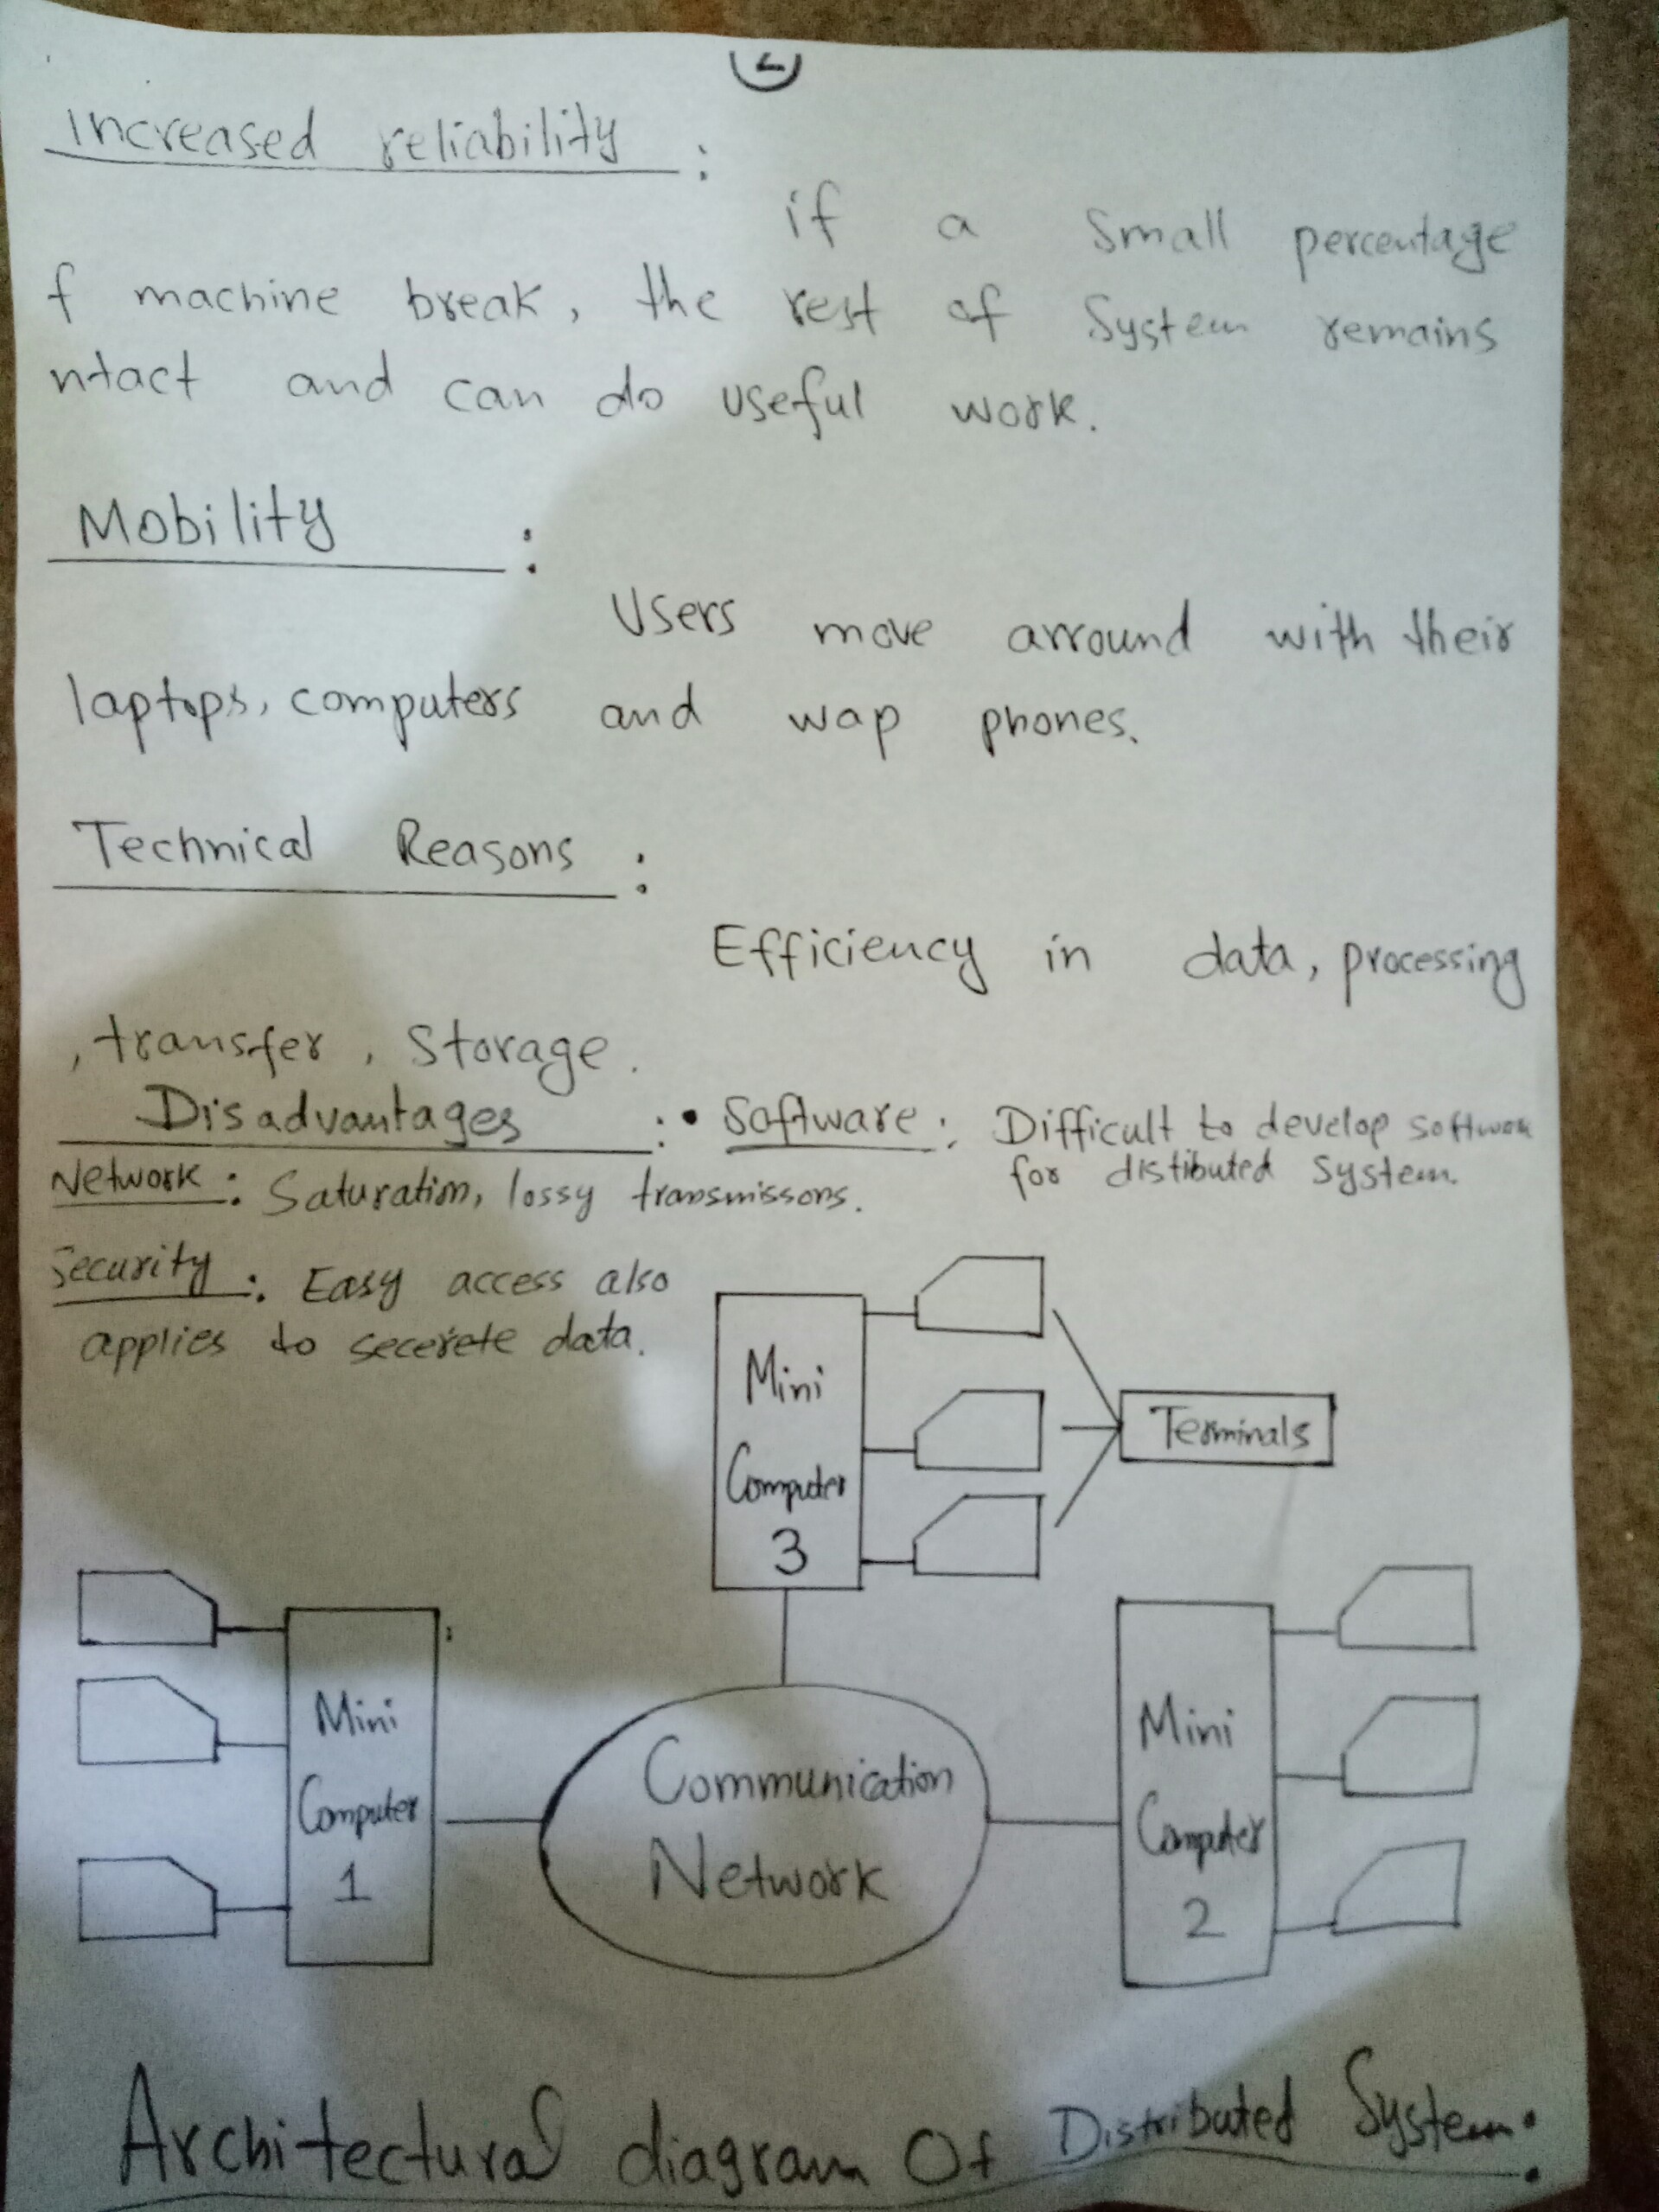 2
Increased reliability :
if a Small percentage
f machine break, the rest of System remains
ntact and can do useful work.
Mobility :
Users move arround with their
laptops, computers and wap phones.
Technical Reasons :
Efficiency in data, processing
, transfer, Storage.
Disadvantages : • Software : Difficult to develop software
for distibuted System.
Network : Saturation, lossy transmissons.
Security : Easy access also
applies to secerete data.
Mini
Computer
3
Terminals
Mini
Computer
1
Communication
Network
Mini
Computer
2
Architectural diagram Of Distributed System :